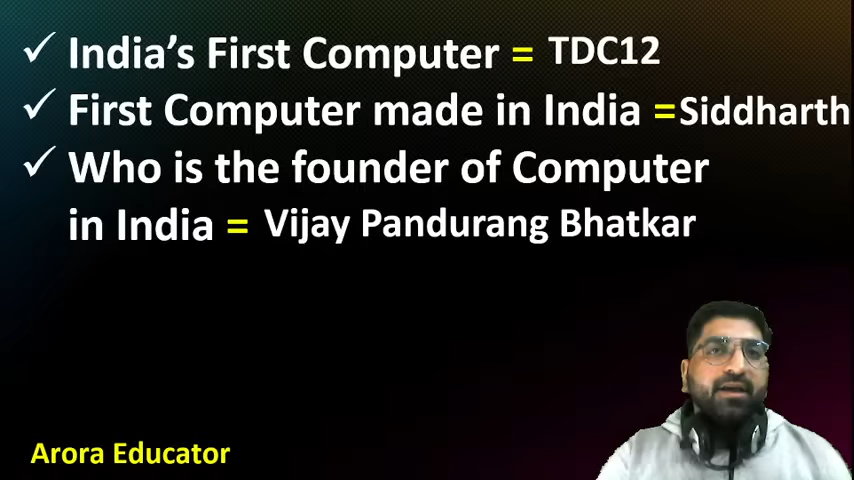 ✓ India's First Computer = TDC12
✓ First Computer made in India =Siddharth
✓ Who is the founder of Computer
in India = Vijay Pandurang Bhatkar
Arora Educator